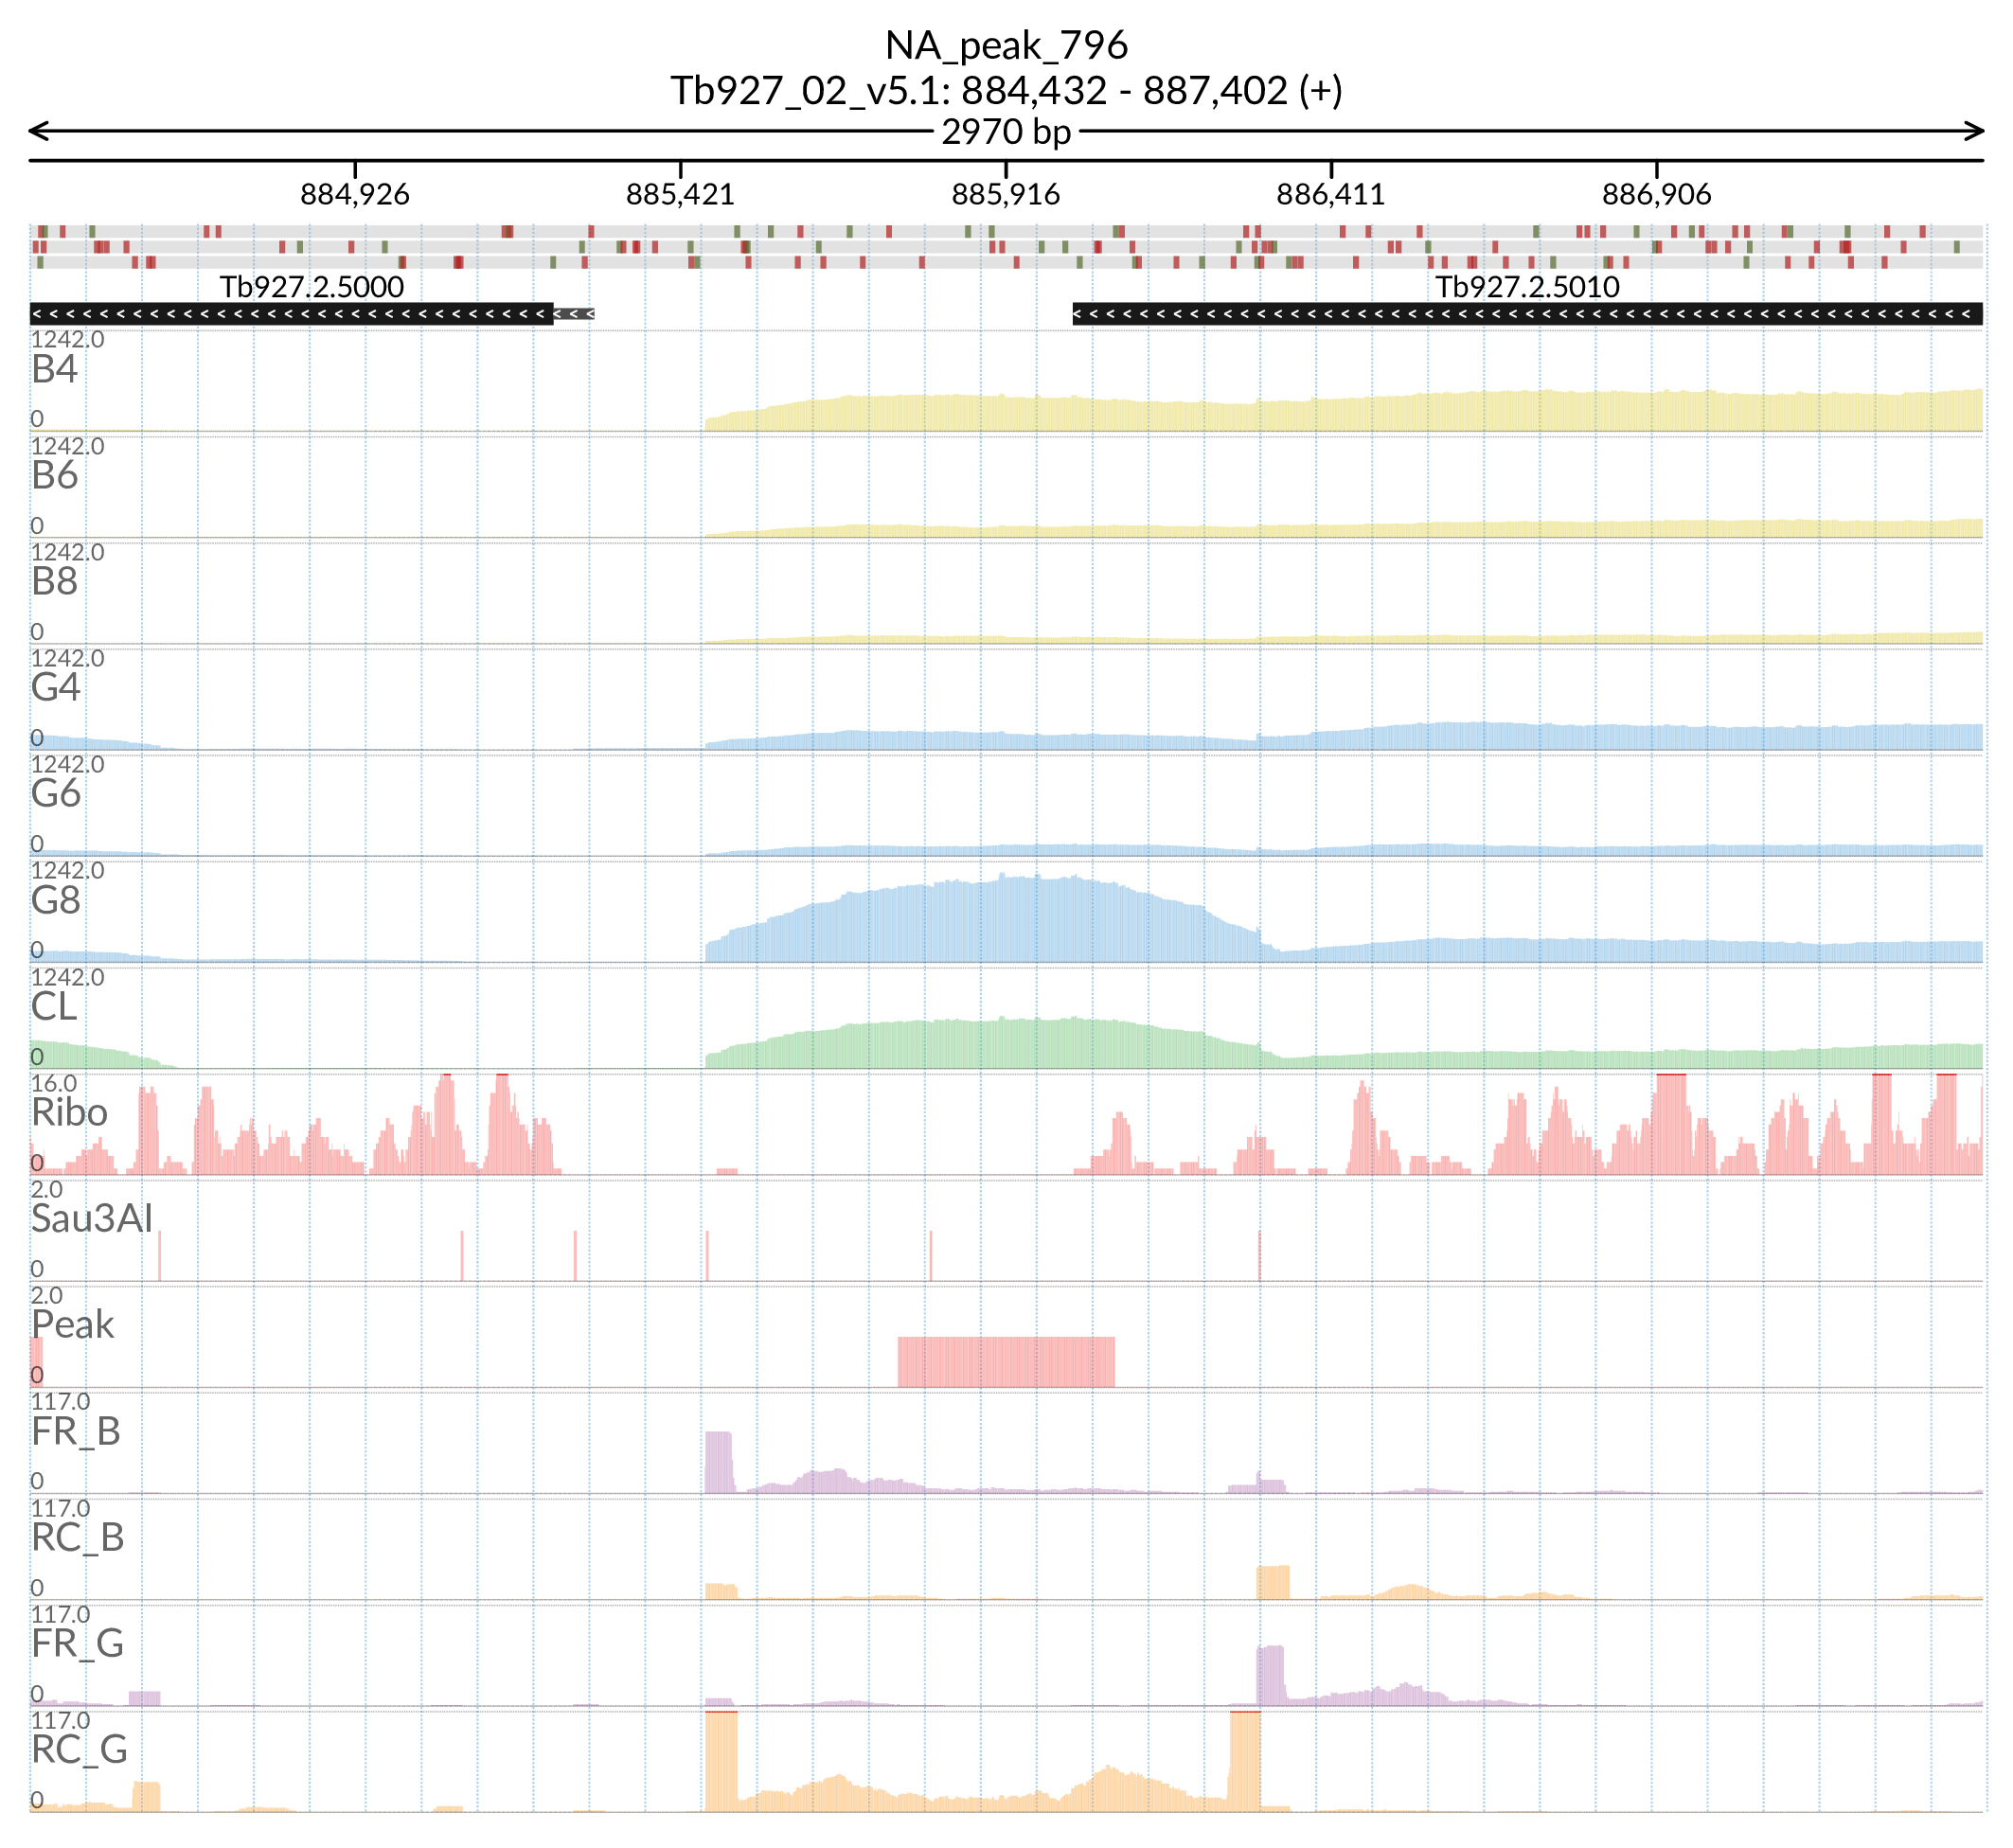 NA_peak_796
Tb927_02_v5.1: 884,432 - 887,402 (+)
2970 bp
884,926 885,421 885,916 886,411 886,906
Tb927.2.5000 Tb927.2.5010
1242.0
B4
0
1242.0
B6
0
1242.0
B8
0
1242.0
G4
0
1242.0
G6
0
1242.0
G8
0
1242.0
CL
0
16.0
Ribo
0
2.0
Sau3AI
0
2.0
Peak
0
117.0
FR_B
0
117.0
RC_B
0
117.0
FR_G
0
117.0
RC_G
0